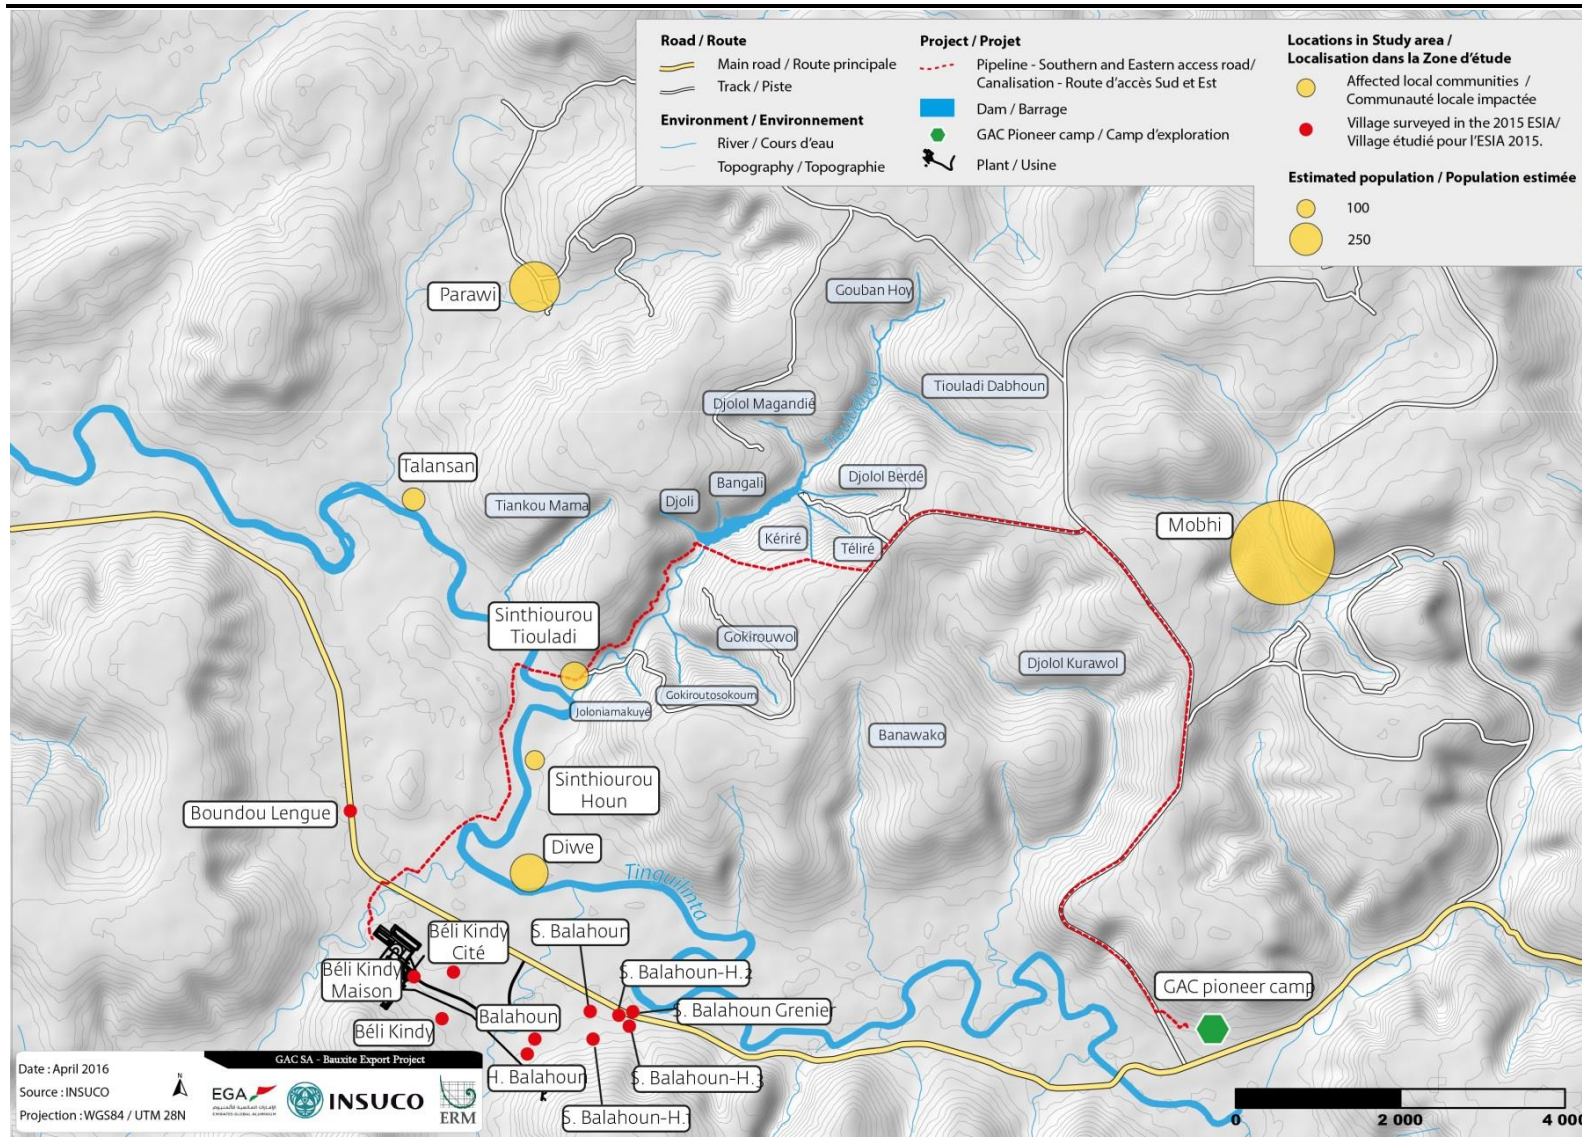 Road / Route
Main road / Route principale
Track / Piste
Environment / Environnement
River / Cours d'eau
Topography / Topographie
Project / Projet
Pipeline - Southern and Eastern access road/
Canalisation - Route d'accès Sud et Est
Dam / Barrage
GAC Pioneer camp / Camp d'exploration
Plant / Usine
Locations in Study area /
Localisation dans la Zone d'étude
Affected local communities /
Communauté locale impactée
Village surveyed in the 2015 ESIA/
Village étudié pour l'ESIA 2015.
Estimated population / Population estimée
100
250
Parawi
Gouban Hoy
Tiouladi Dabhoun
Djolol Magandié
Tiouladiwol
Talansan
Tiankou Mama
Djoli
Bangali
Djolol Berdé
Kériré
Téliré
Mobhi
Sinthiourou
Tiouladi
Gokirouwol
Djolol Kurawol
Gokiroutosokoum
Joloniamakuyé
Banawako
Sinthiourou
Houn
Boundou Lengue
Diwe
Tinguilinta
Béli Kindy
Cité
S. Balahoun
Béli Kindy
Maison
S. Balahoun-H.2
GAC pioneer camp
S. Balahoun Grenier
Balahoun
Béli Kindy
H. Balahoun
S. Balahoun-H.3
S. Balahoun-H.1
GAC SA - Bauxite Export Project
Date : April 2016
Source : INSUCO
Projection : WGS84 / UTM 28N
N
EGA
INSUCO
ERM
0
2 000
4 000